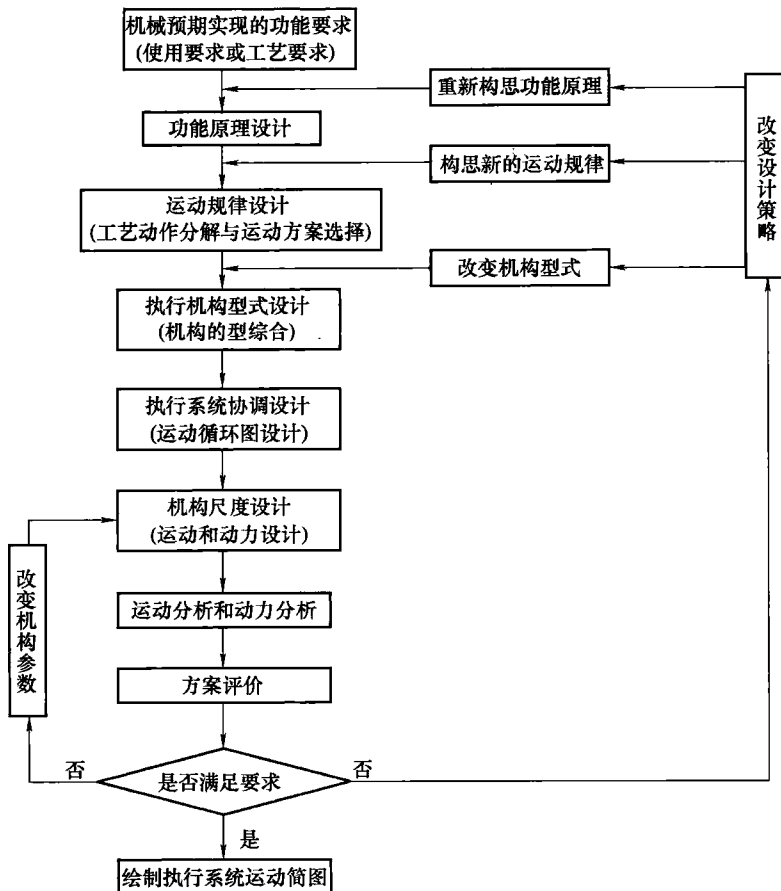 机械预期实现的功能要求
(使用要求或工艺要求)
重新构思功能原理
功能原理设计
构思新的运动规律
改变设计策略
运动规律设计
(工艺动作分解与运动方案选择)
改变机构型式
执行机构型式设计
(机构的型综合)
执行系统协调设计
(运动循环图设计)
机构尺度设计
(运动和动力设计)
改变机构参数
运动分析和动力分析
方案评价
否
是否满足要求
否
是
绘制执行系统运动简图